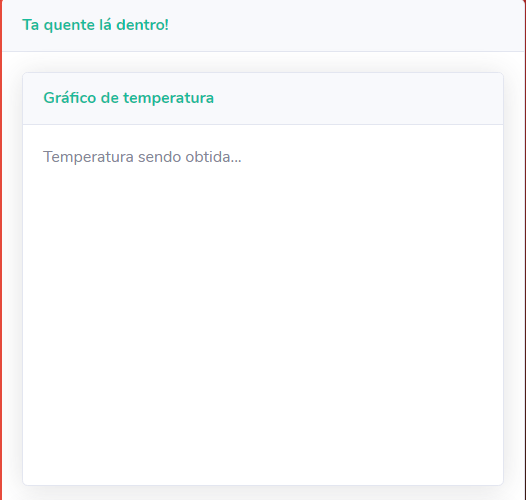 Ta quente lá dentro!
Gráfico de temperatura
Temperatura sendo obtida...